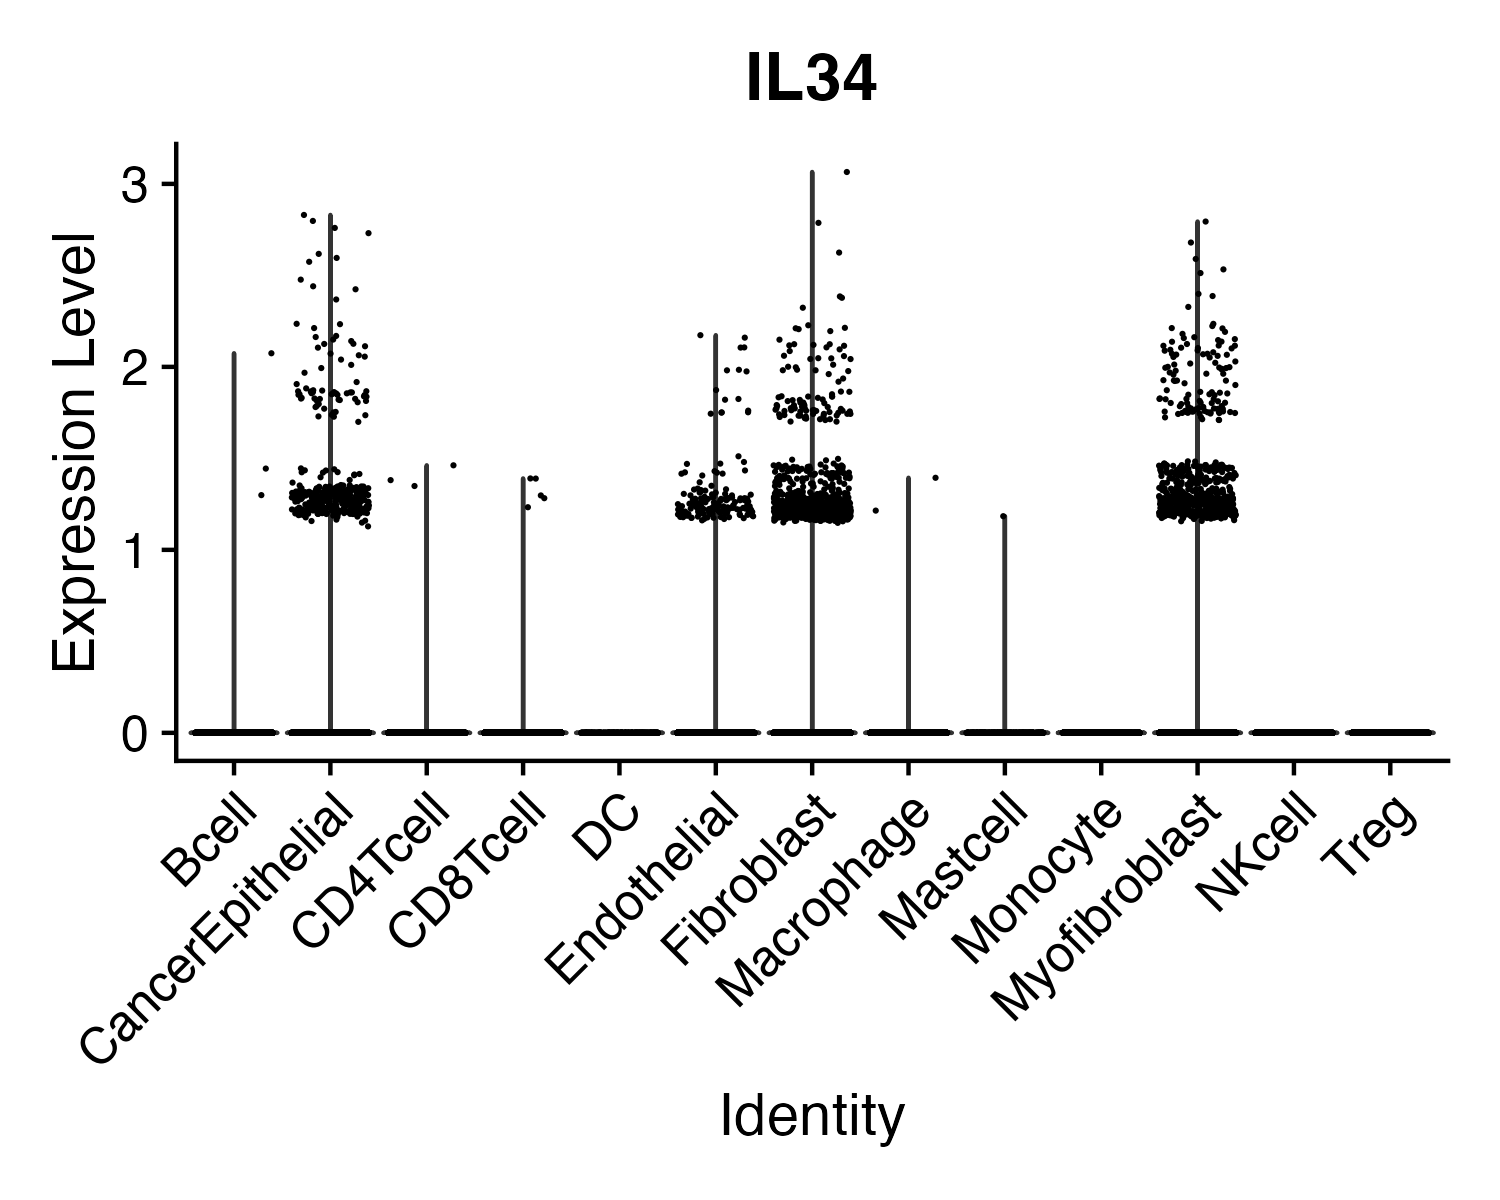 IL34
Expression Level
3
2
1
0
Bcell
CancerEpithelial
CD4Tcell
CD8Tcell
DC
Endothelial
Fibroblast
Macrophage
Mastcell
Monocyte
Myofibroblast
NKcell
Treg
Identity